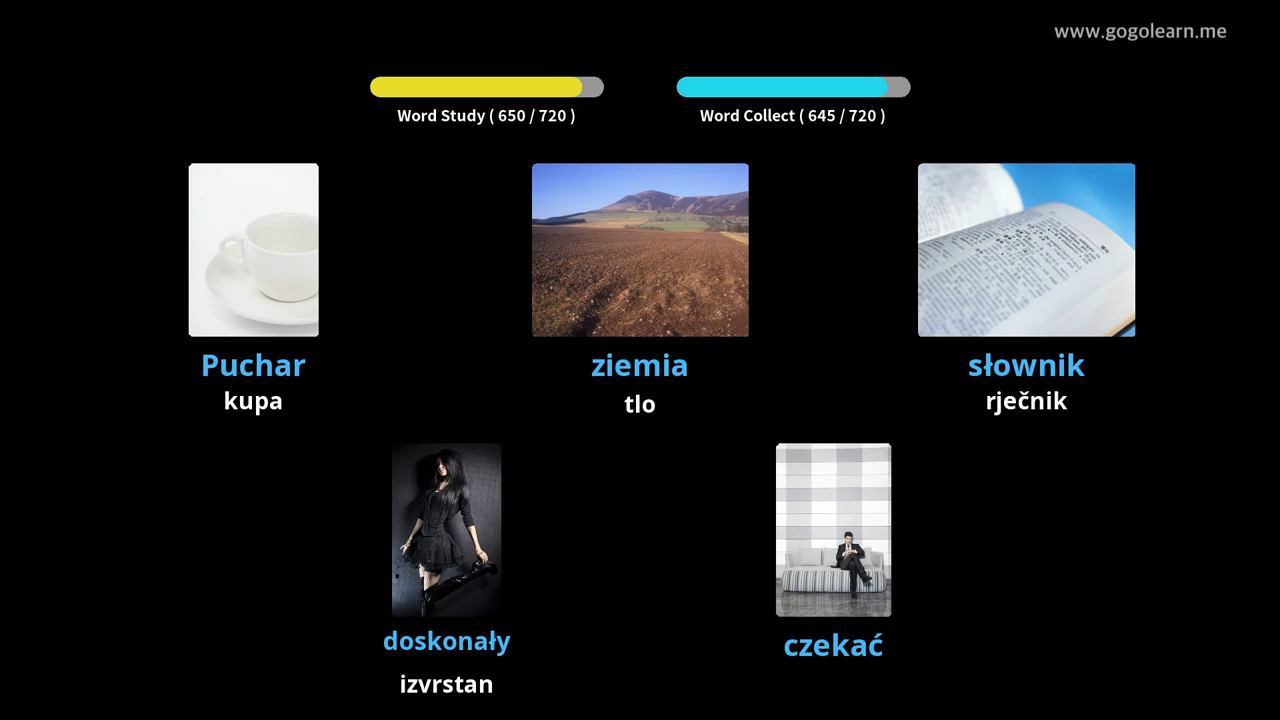 www.gogolearn.me
Word Study ( 650 / 720 )
Word Collect ( 645 / 720 )
Puchar
kupa
ziemia
tlo
słownik
rječnik
doskonały
izvrstan
czekać